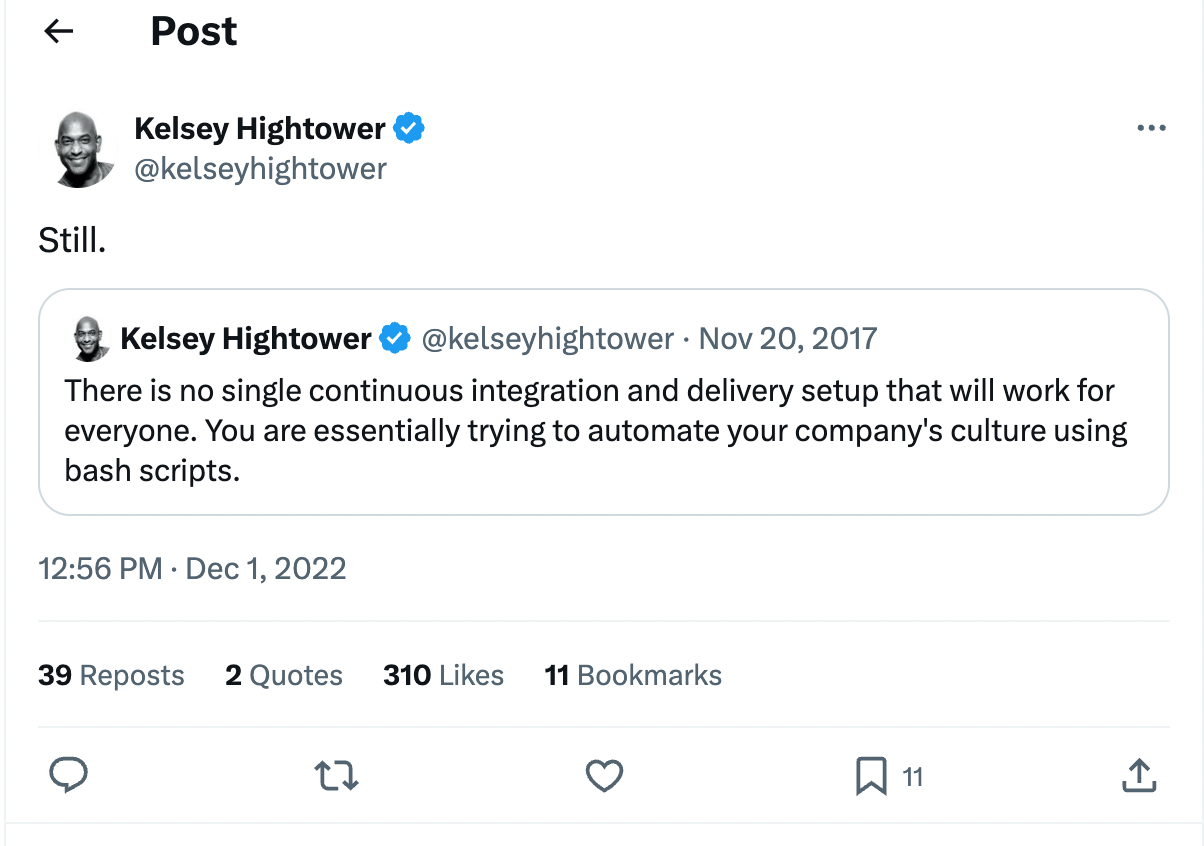 Post
Kelsey Hightower
@kelseyhightower
Still.
Kelsey Hightower @kelseyhightower · Nov 20, 2017
There is no single continuous integration and delivery setup that will work for
everyone. You are essentially trying to automate your company's culture using
bash scripts.
12:56 PM · Dec 1, 2022
39 Reposts 2 Quotes 310 Likes 11 Bookmarks
11